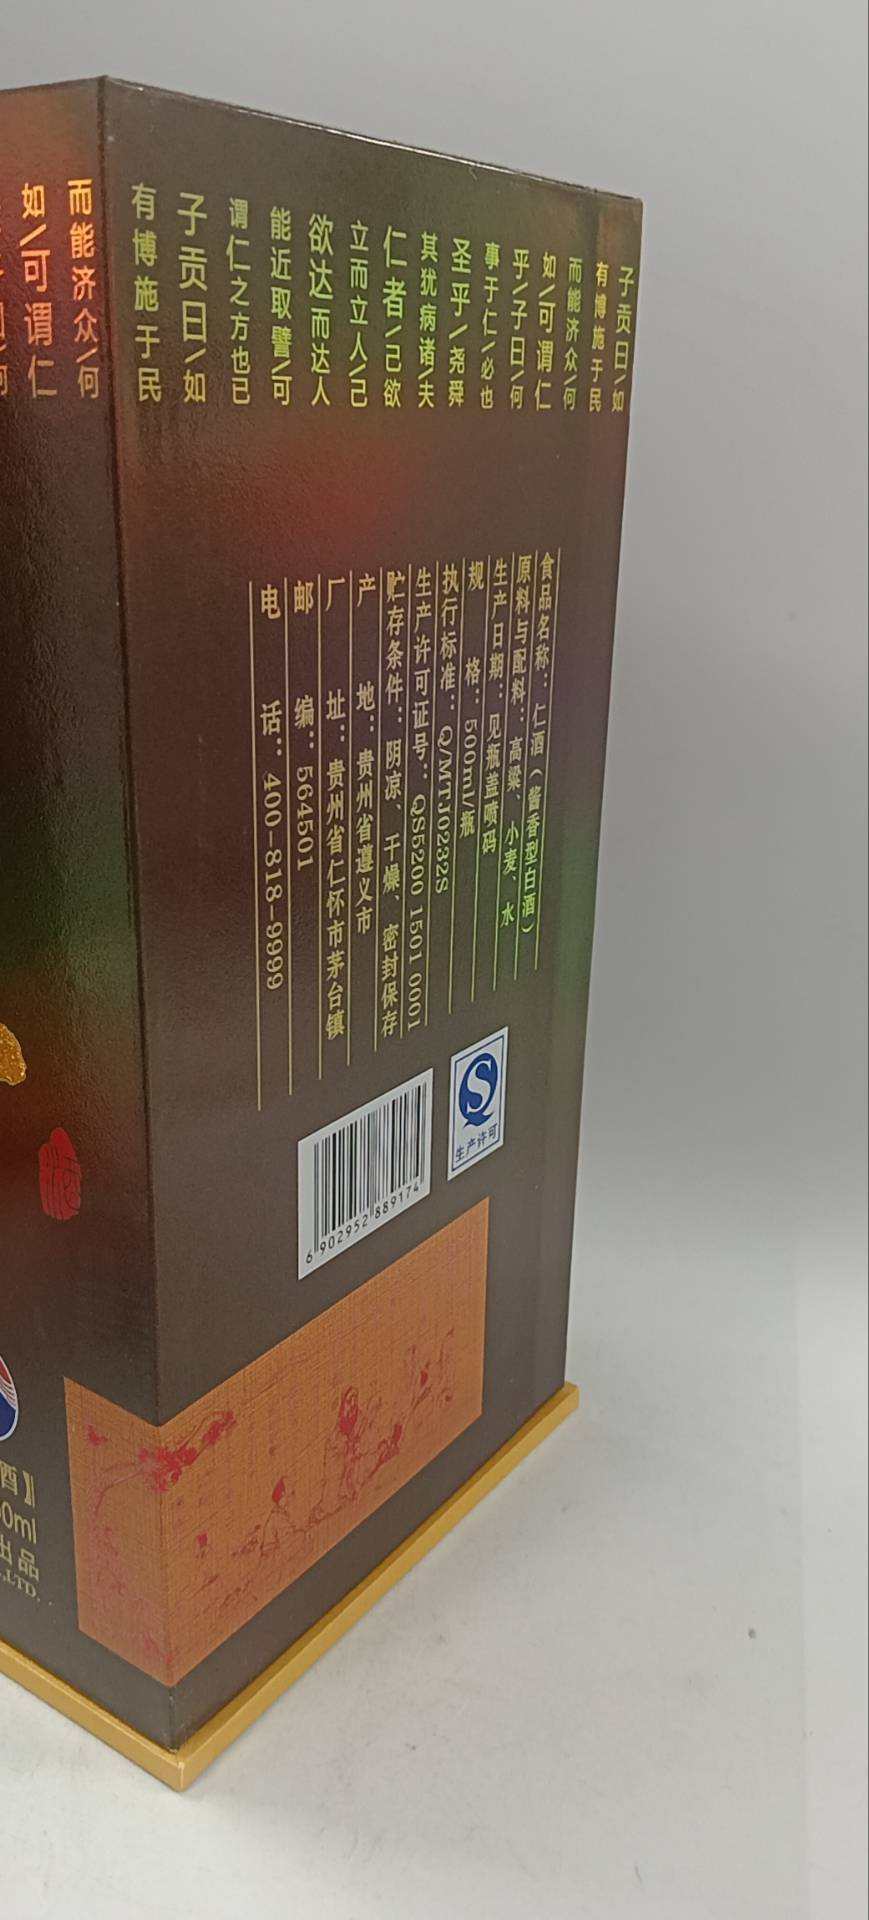 子贡曰\如
有博施于民
而能济众\何
如\可谓仁
乎\子曰\何
事于仁\必也
圣乎\尧舜
其犹病诸\夫
仁者\己欲
立而立人\己
欲达而达人
能近取譬\可
谓仁之方也已
子贡曰\如
有博施于民
而能济众\何
如\可谓仁
食品名称：仁酒（酱香型白酒）
原料与配料：高粱、小麦、水
生产日期：见瓶盖喷码
规格：500ml/瓶
执行标准：Q/MTJ0232S
生产许可证号：QS5200 1501 0001
贮存条件：阴凉、干燥、密封保存
产地：贵州省遵义市
厂址：贵州省仁怀市茅台镇
邮编：564501
电话：400-818-9999
生产许可
6 902952 889174
酒】
0ml
出品
.,LTD.